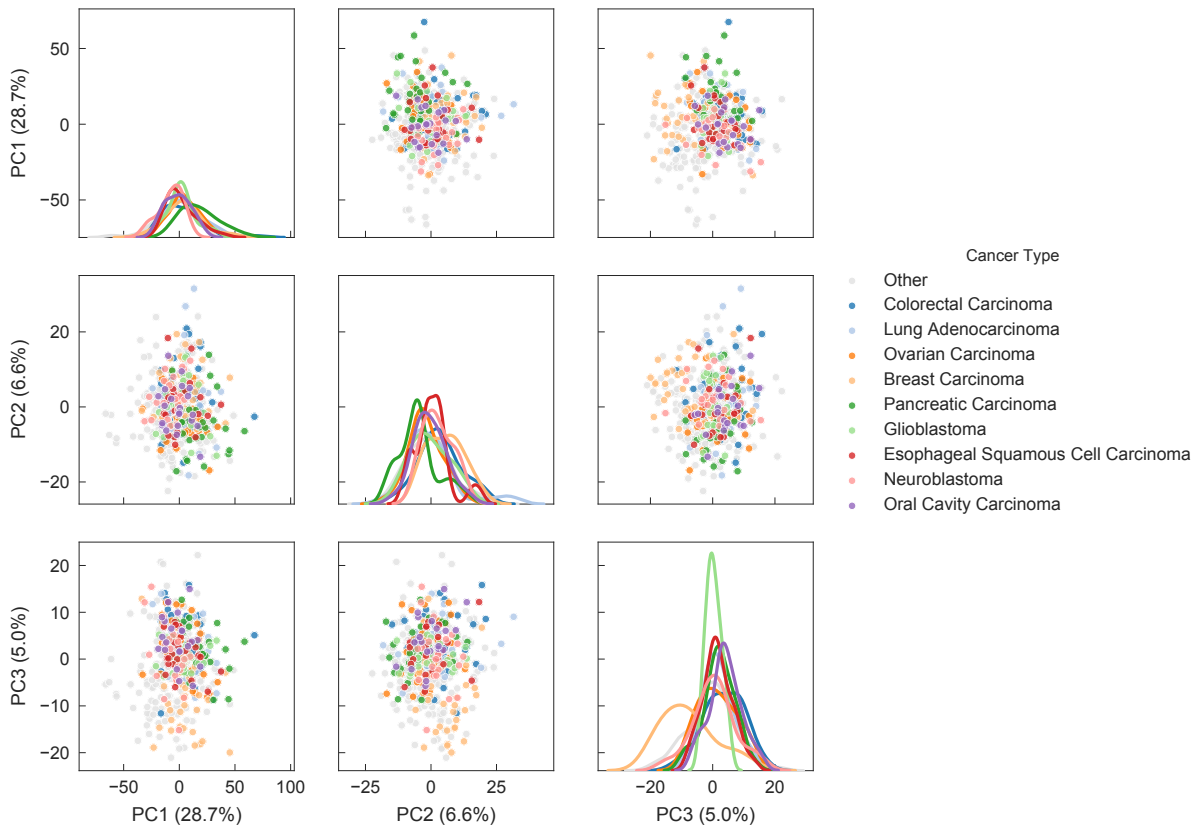 50
0
−50
PC1 (28.7%)
20
0
−20
PC2 (6.6%)
20
10
0
−10
−20
PC3 (5.0%)
−50
0
50
100
PC1 (28.7%)
−25
0
25
PC2 (6.6%)
−20
0
20
PC3 (5.0%)
Cancer Type
Other
Colorectal Carcinoma
Lung Adenocarcinoma
Ovarian Carcinoma
Breast Carcinoma
Pancreatic Carcinoma
Glioblastoma
Esophageal Squamous Cell Carcinoma
Neuroblastoma
Oral Cavity Carcinoma